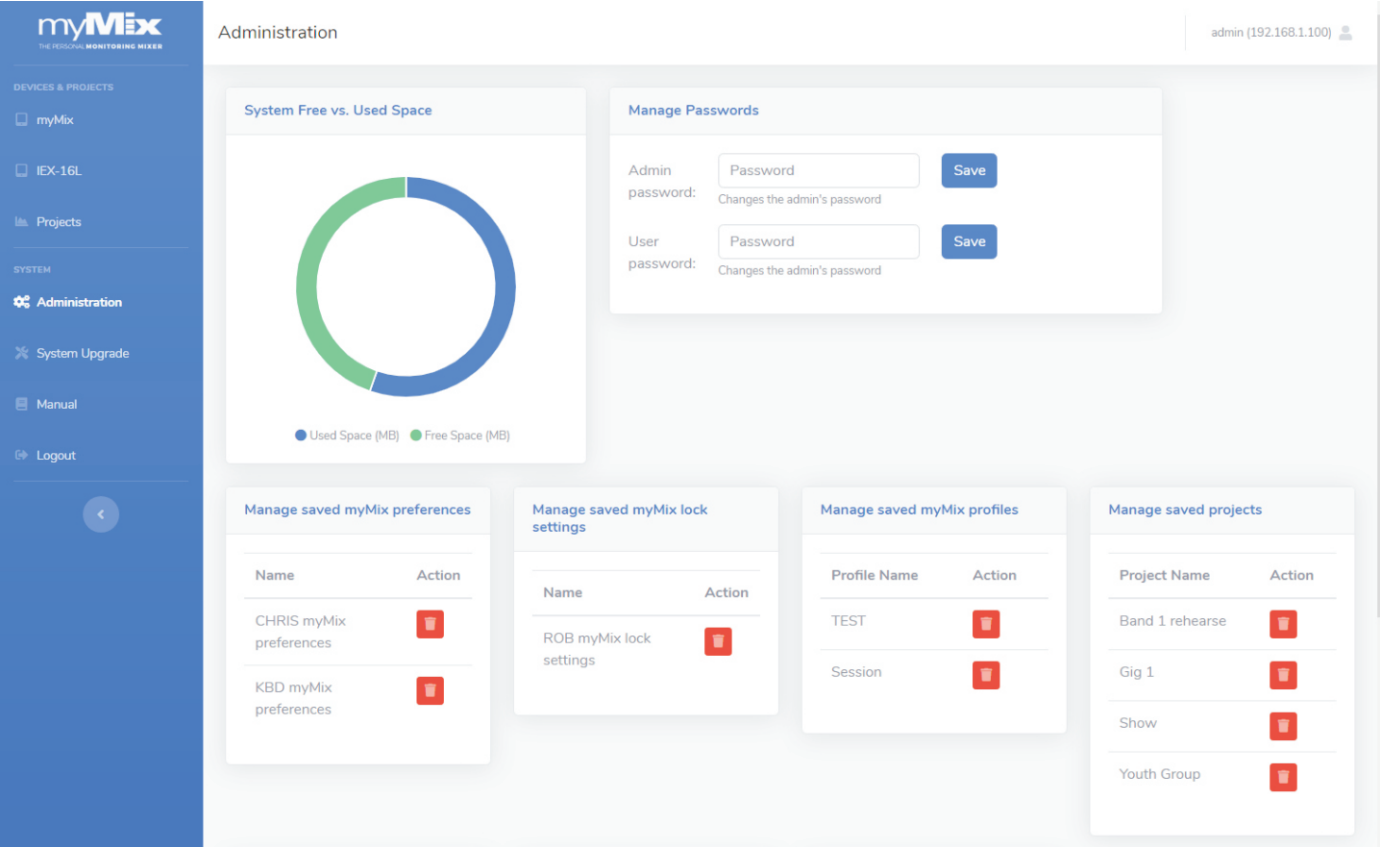 myMix
THE PERSONAL MONITORING MIXER
DEVICES & PROJECTS
myMix
IEX-16L
Projects
SYSTEM
Administration
System Upgrade
Manual
Logout
Administration
admin (192.168.1.100)
System Free vs. Used Space
Used Space (MB) Free Space (MB)
Manage Passwords
Admin
password:
Password
Save
Changes the admin's password
User
password:
Password
Save
Changes the admin's password
Manage saved myMix preferences
Name Action
CHRIS myMix
preferences
KBD myMix
preferences
Manage saved myMix lock
settings
Name Action
ROB myMix lock
settings
Manage saved myMix profiles
Profile Name Action
TEST
Session
Manage saved projects
Project Name Action
Band 1 rehearse
Gig 1
Show
Youth Group